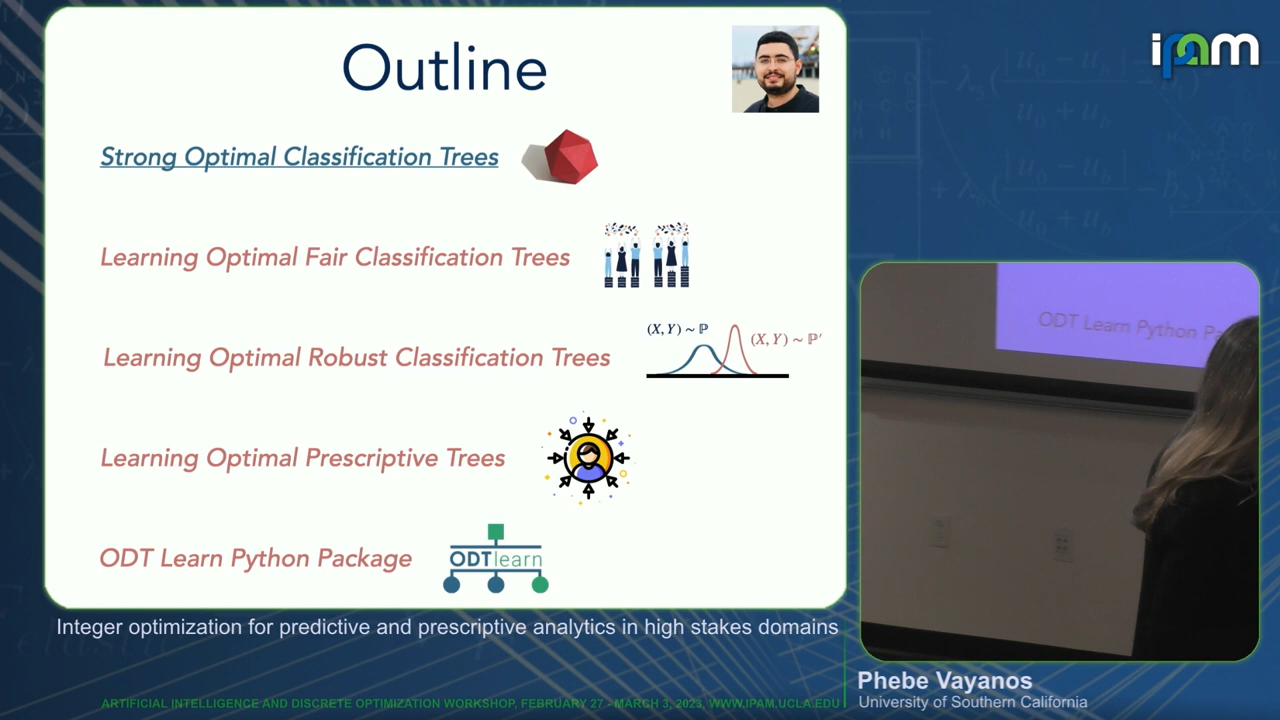 Outline
ipam
Strong Optimal Classification Trees
Learning Optimal Fair Classification Trees
Learning Optimal Robust Classification Trees
(X, Y) ~ ℙ
(X, Y) ~ ℙ′
Learning Optimal Prescriptive Trees
ODT Learn Python Package
ODTlearn
ODT Learn Python
Integer optimization for predictive and prescriptive analytics in high stakes domains
Phebe Vayanos
University of Southern California
ARTIFICIAL INTELLIGENCE AND DISCRETE OPTIMIZATION WORKSHOP, FEBRUARY 27 - MARCH 3, 2023, WWW.IPAM.UCLA.EDU